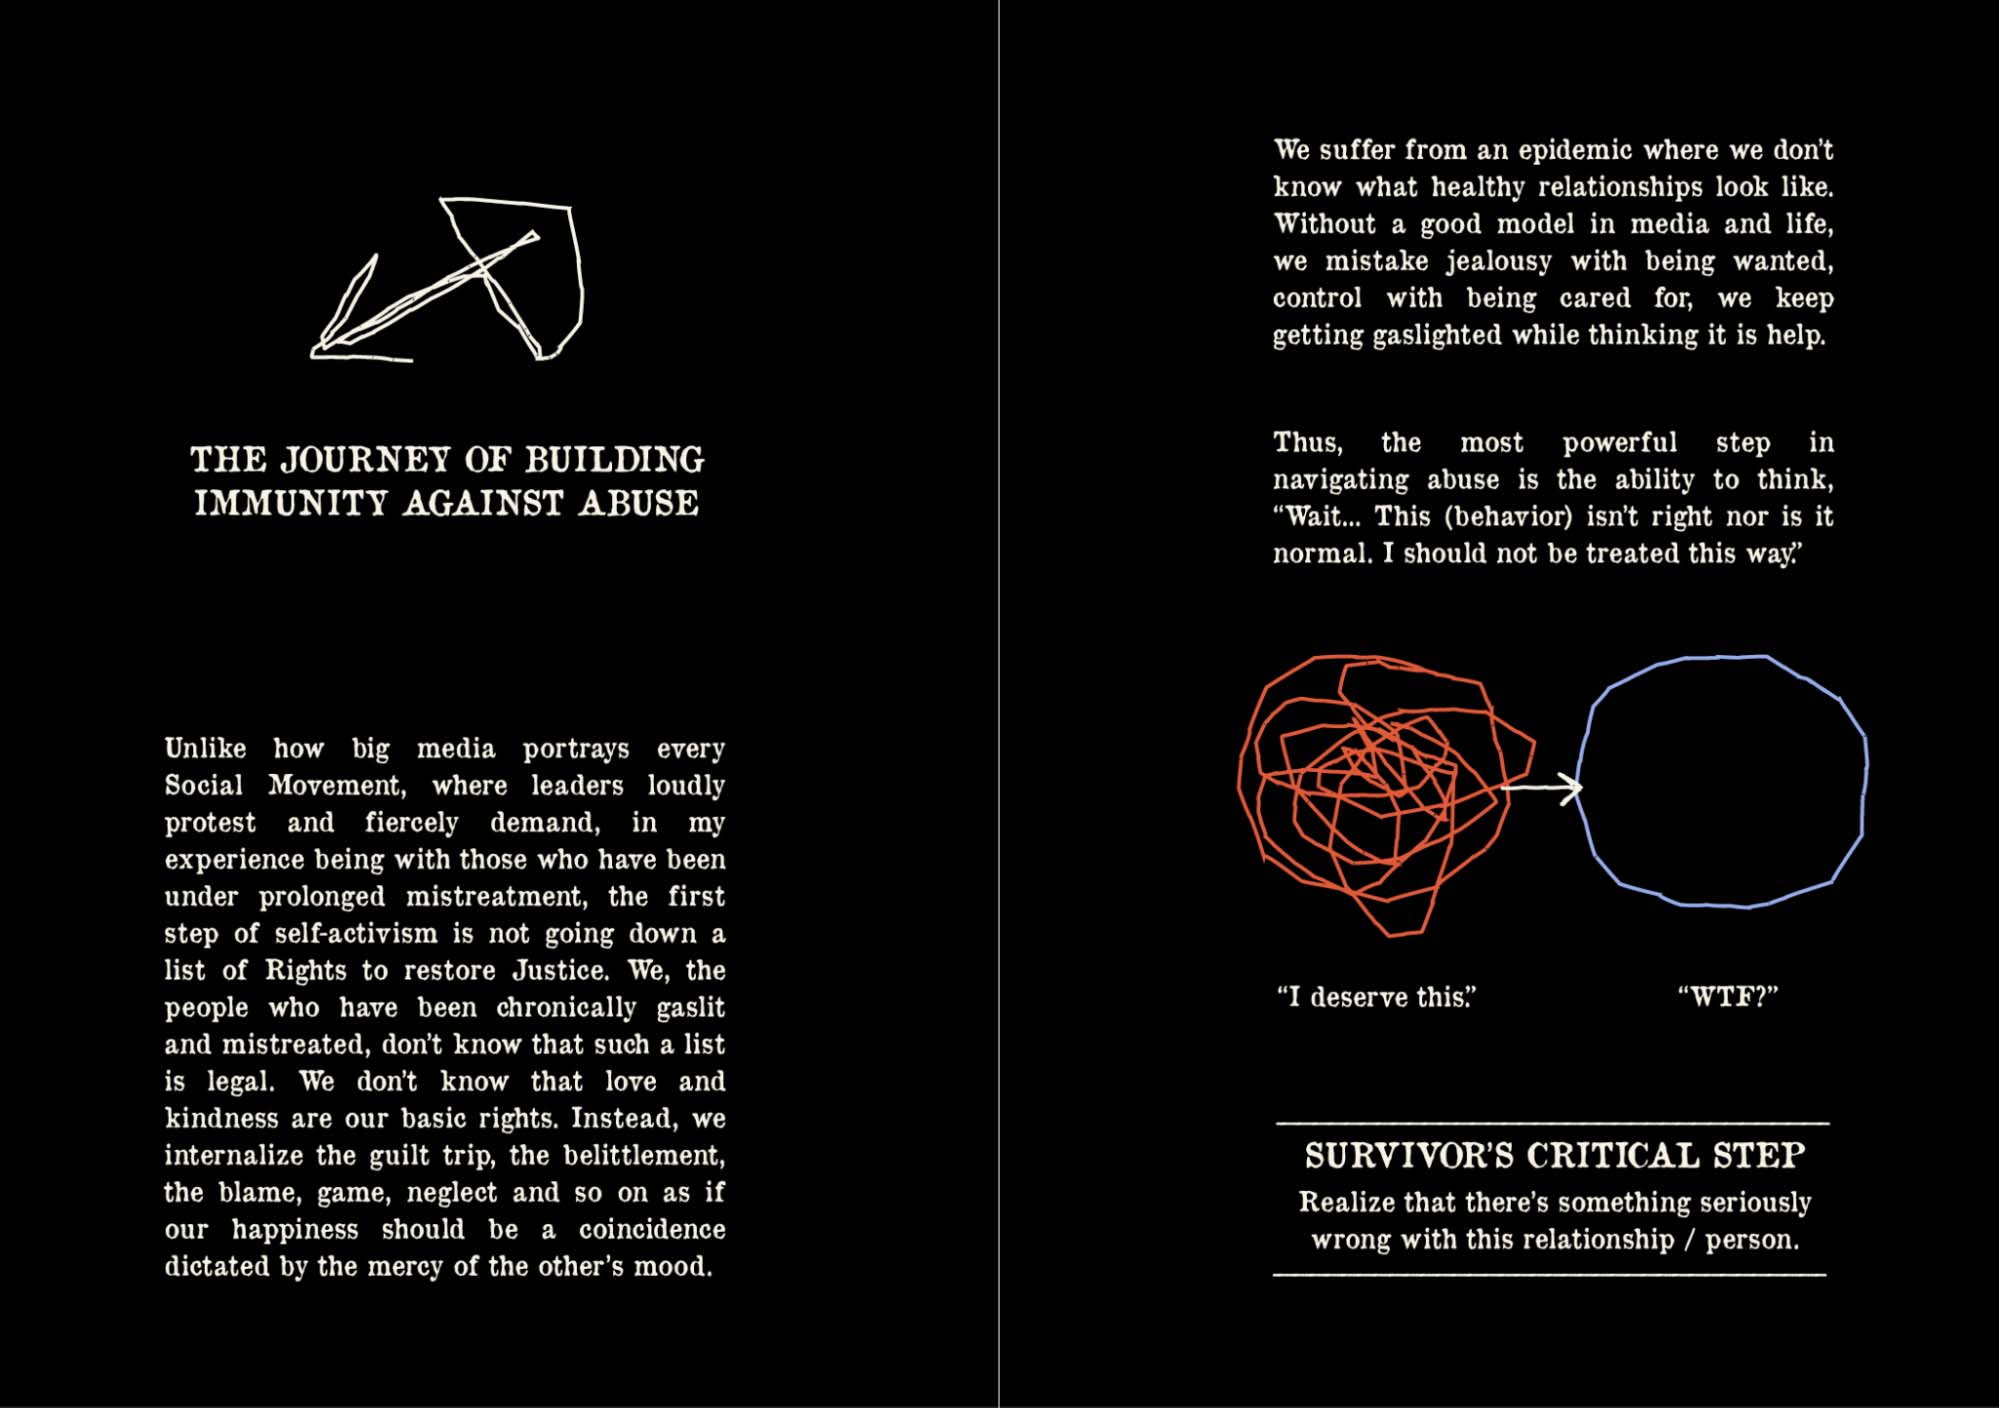 THE JOURNEY OF BUILDING
IMMUNITY AGAINST ABUSE
Unlike how big media portrays every
Social Movement, where leaders loudly
protest and fiercely demand, in my
experience being with those who have been
under prolonged mistreatment, the first
step of self-activism is not going down a
list of Rights to restore Justice. We, the
people who have been chronically gaslit
and mistreated, don't know that such a list
is legal. We don't know that love and
kindness are our basic rights. Instead, we
internalize the guilt trip, the belittlement,
the blame, game, neglect and so on as if
our happiness should be a coincidence
dictated by the mercy of the other's mood.
We suffer from an epidemic where we don't
know what healthy relationships look like.
Without a good model in media and life,
we mistake jealousy with being wanted,
control with being cared for, we keep
getting gaslighted while thinking it is help.
Thus, the most powerful step in
navigating abuse is the ability to think,
“Wait... This (behavior) isn't right nor is it
normal. I should not be treated this way.”
“I deserve this.”
“WTF?”
SURVIVOR'S CRITICAL STEP
Realize that there's something seriously
wrong with this relationship / person.